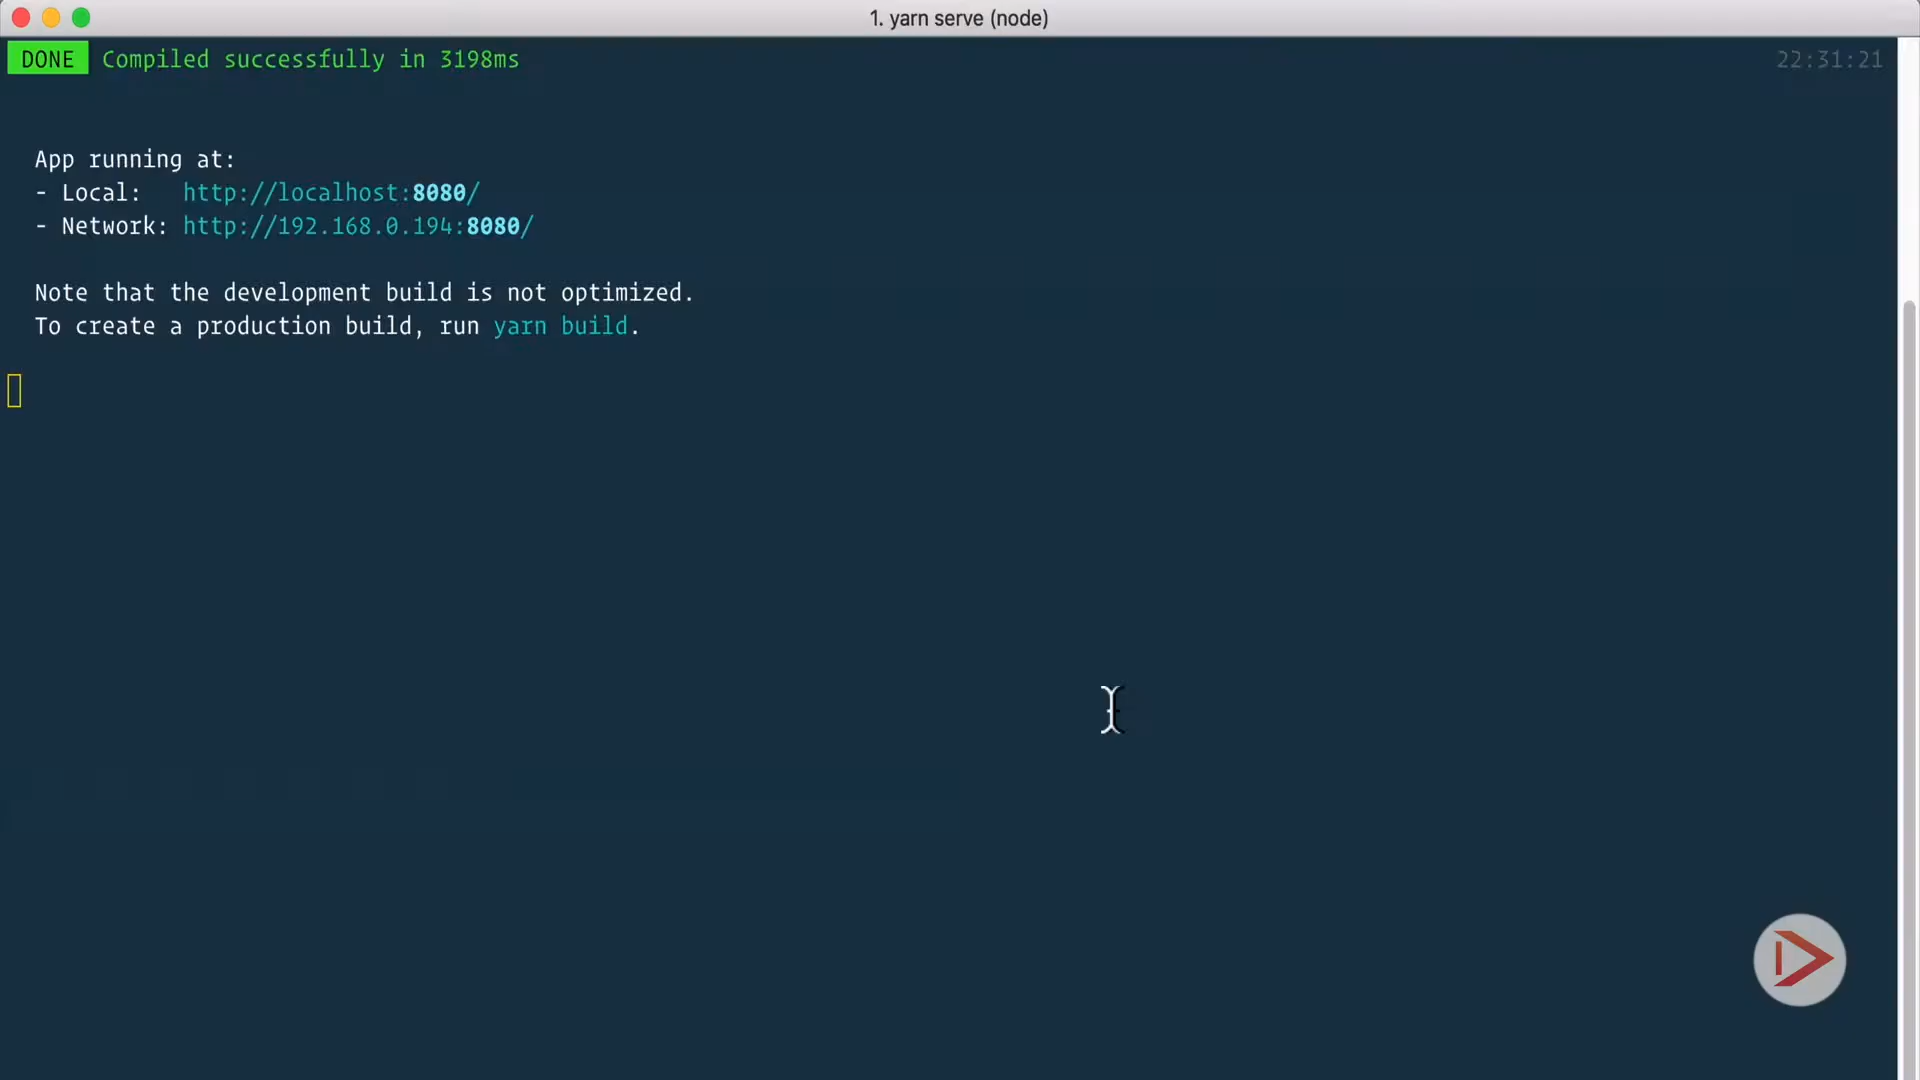 1. yarn serve (node)
DONE Compiled successfully in 3198ms 22:31:21
App running at:
- Local: http://localhost:8080/
- Network: http://192.168.0.194:8080/
Note that the development build is not optimized.
To create a production build, run yarn build.